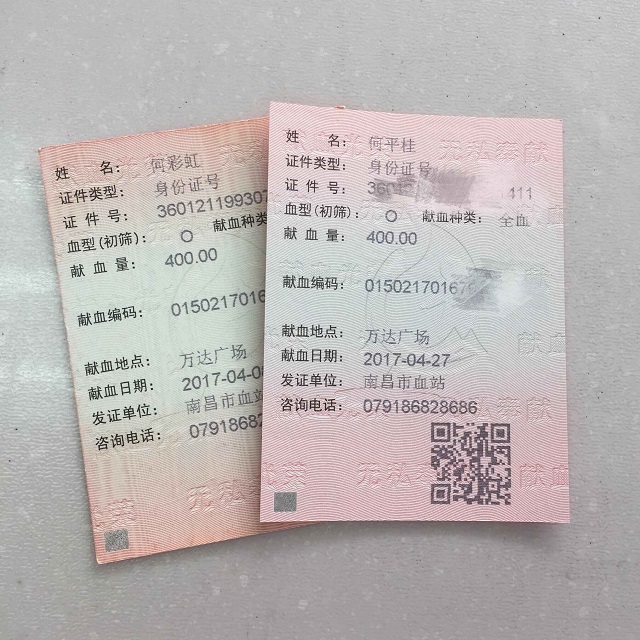 姓 名: 何彩虹
证件类型: 身份证号
证 件 号: 36012119930
血型(初筛): O 献血种类
献 血 量: 400.00
献血编码: 0150217016
献血地点: 万达广场
献血日期: 2017-04-0
发证单位: 南昌市血站
咨询电话: 0791868
姓 名: 何平桂
证件类型: 身份证号
证 件 号: 3601 411
血型(初筛): O 献血种类: 全血
献 血 量: 400.00
献血编码: 0150217016
献血地点: 万达广场
献血日期: 2017-04-27
发证单位: 南昌市血站
咨询电话: 079186828686
无私奉献